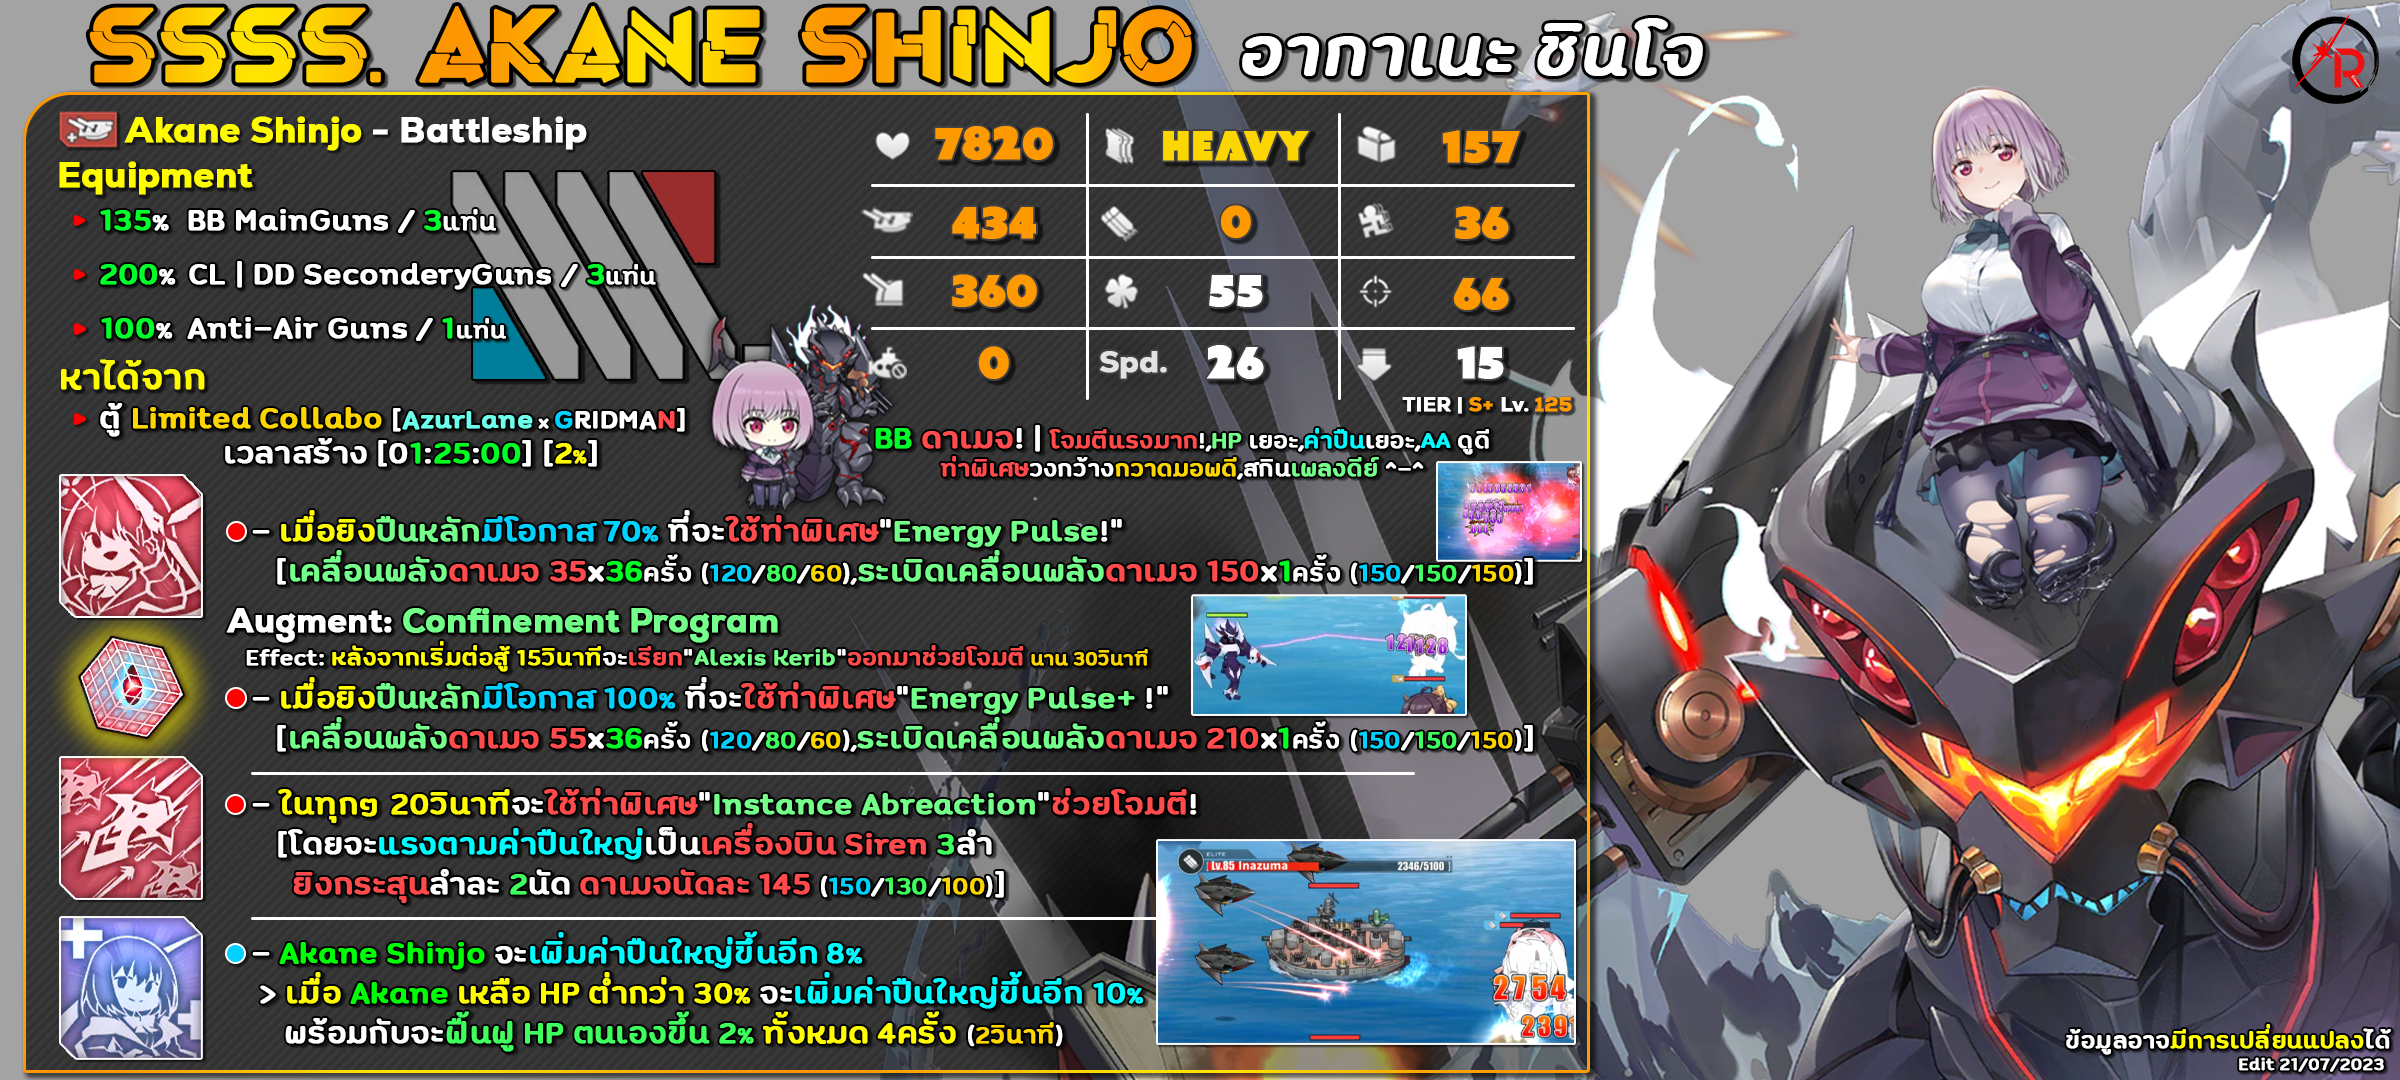 SSSS. AKANE SHINJO อากาเนะ ชินโจ
R
Akane Shinjo - Battleship
Equipment
135% BB MainGuns / 3แท่น
200% CL | DD SeconderyGuns / 3แท่น
100% Anti-Air Guns / 1แท่น
หาได้จาก
ตู้ Limited Collabo [AzurLane x GRIDMAN]
เวลาสร้าง [01:25:00] [2%]
7820 HEAVY 157
434 0 36
360 55 66
0 Spd. 26 15
TIER | S+ Lv. 125
BB ดาเมจ! | โจมตีแรงมาก!,HP เยอะ,ค่าปืนเยอะ,AA ดูดี
ท่าพิเศษวงกว้างกวาดมอพดี,สกินเพลงดีย์ ^-^
- เมื่อยิงปืนหลักมีโอกาส 70% ที่จะใช้ท่าพิเศษ"Energy Pulse!"
[เคลื่อนพลังดาเมจ 35x36ครั้ง (120/80/60),ระเบิดเคลื่อนพลังดาเมจ 150x1ครั้ง (150/150/150)]
Augment: Confinement Program
Effect: หลังจากเริ่มต่อสู้ 15วินาทีจะเรียก"Alexis Kerib"ออกมาช่วยโจมตี นาน 30วินาที
- เมื่อยิงปืนหลักมีโอกาส 100% ที่จะใช้ท่าพิเศษ"Energy Pulse+ !"
[เคลื่อนพลังดาเมจ 55x36ครั้ง (120/80/60),ระเบิดเคลื่อนพลังดาเมจ 210x1ครั้ง (150/150/150)]
- ในทุกๆ 20วินาทีจะใช้ท่าพิเศษ"Instance Abreaction"ช่วยโจมตี!
[โดยจะแรงตามค่าปืนใหญ่เป็นเครื่องบิน Siren 3ลำ
ยิงกระสุนลำละ 2นัด ดาเมจนัดละ 145 (150/130/100)]
ELITE
Lv.85 Inazuma 2346/5100
2754
239
- Akane Shinjo จะเพิ่มค่าปืนใหญ่ขึ้นอีก 8%
> เมื่อ Akane เหลือ HP ต่ำกว่า 30% จะเพิ่มค่าปืนใหญ่ขึ้นอีก 10%
พร้อมกับจะฟื้นฟู HP ตนเองขึ้น 2% ทั้งหมด 4ครั้ง (2วินาที)
ข้อมูลอาจมีการเปลี่ยนแปลงได้
Edit 21/07/2023